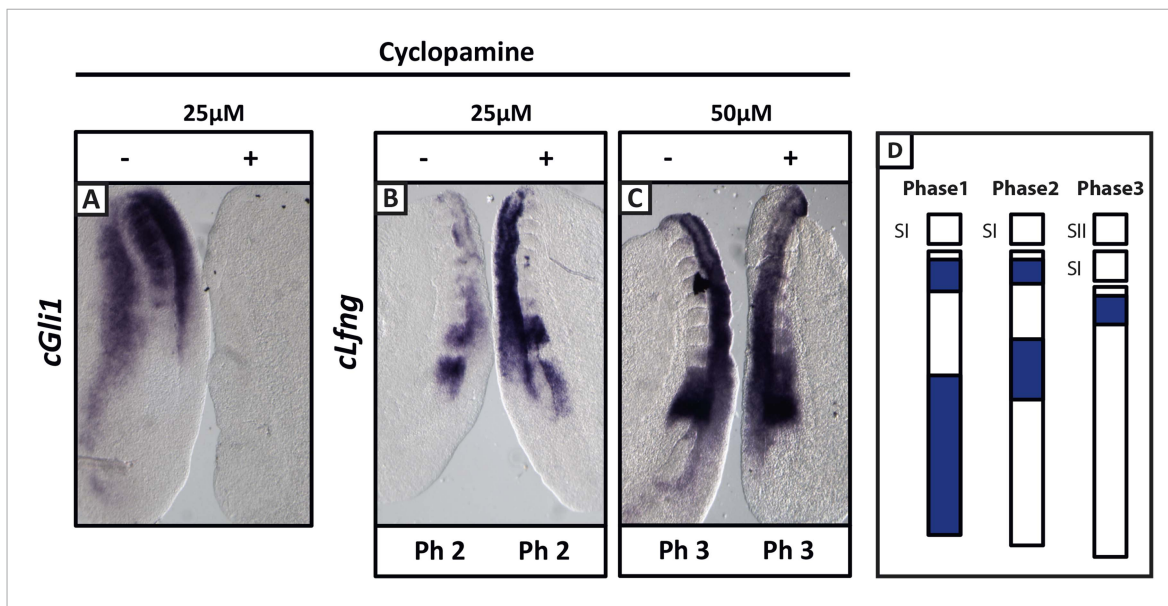 Cyclopamine
25µM 25µM 50µM
- + - + - +
A B C D
cGli1
cLfng
Phase1 Phase2 Phase3
SI SI SII
SI
Ph 2 Ph 2 Ph 3 Ph 3